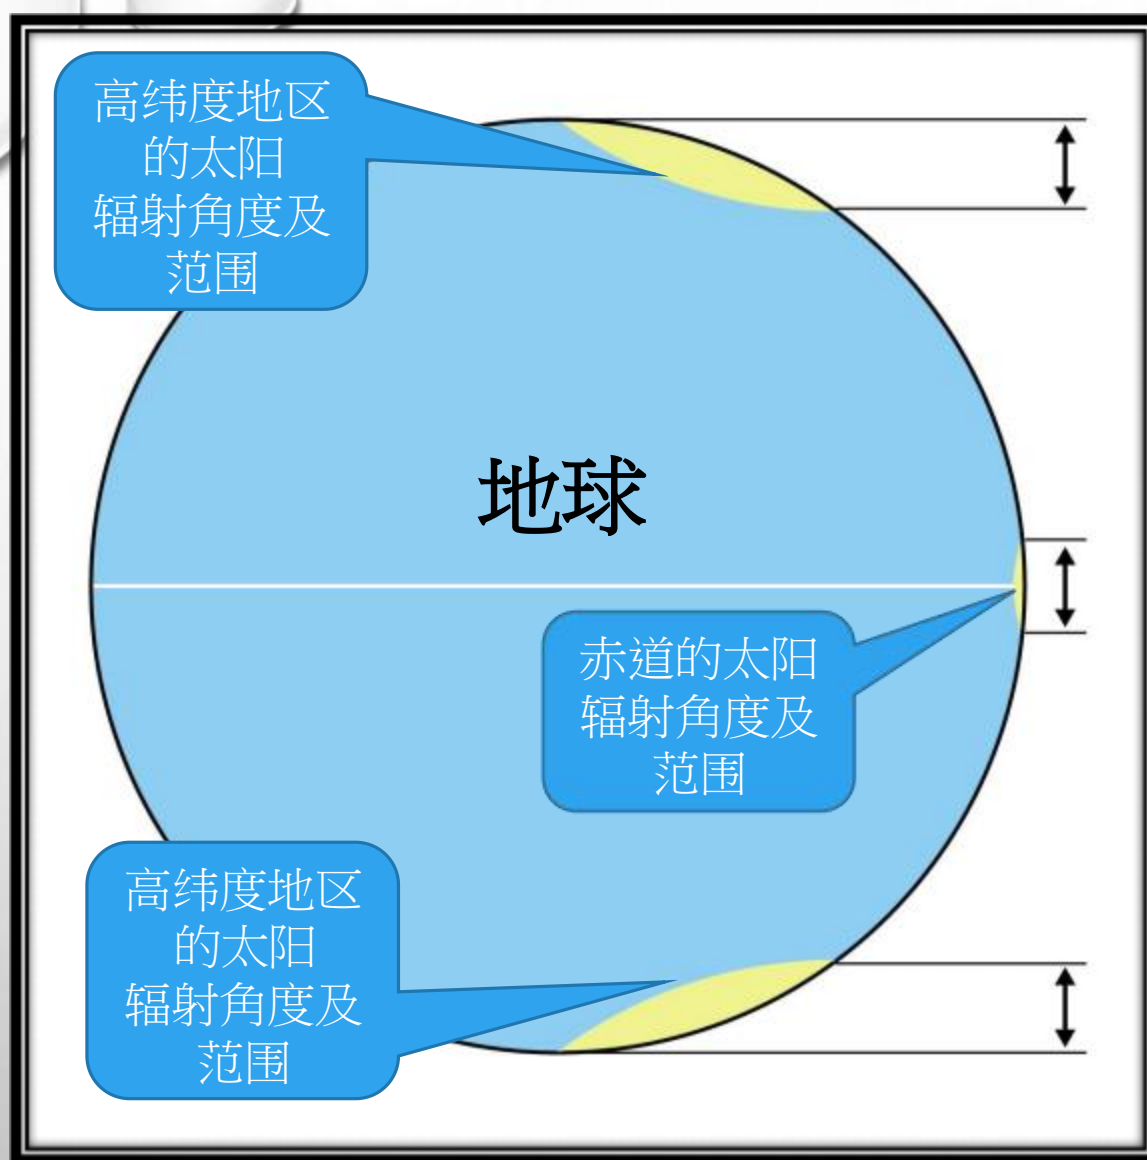 高纬度地区
的太阳
辐射角度及
范围
地球
赤道的太阳
辐射角度及
范围
高纬度地区
的太阳
辐射角度及
范围